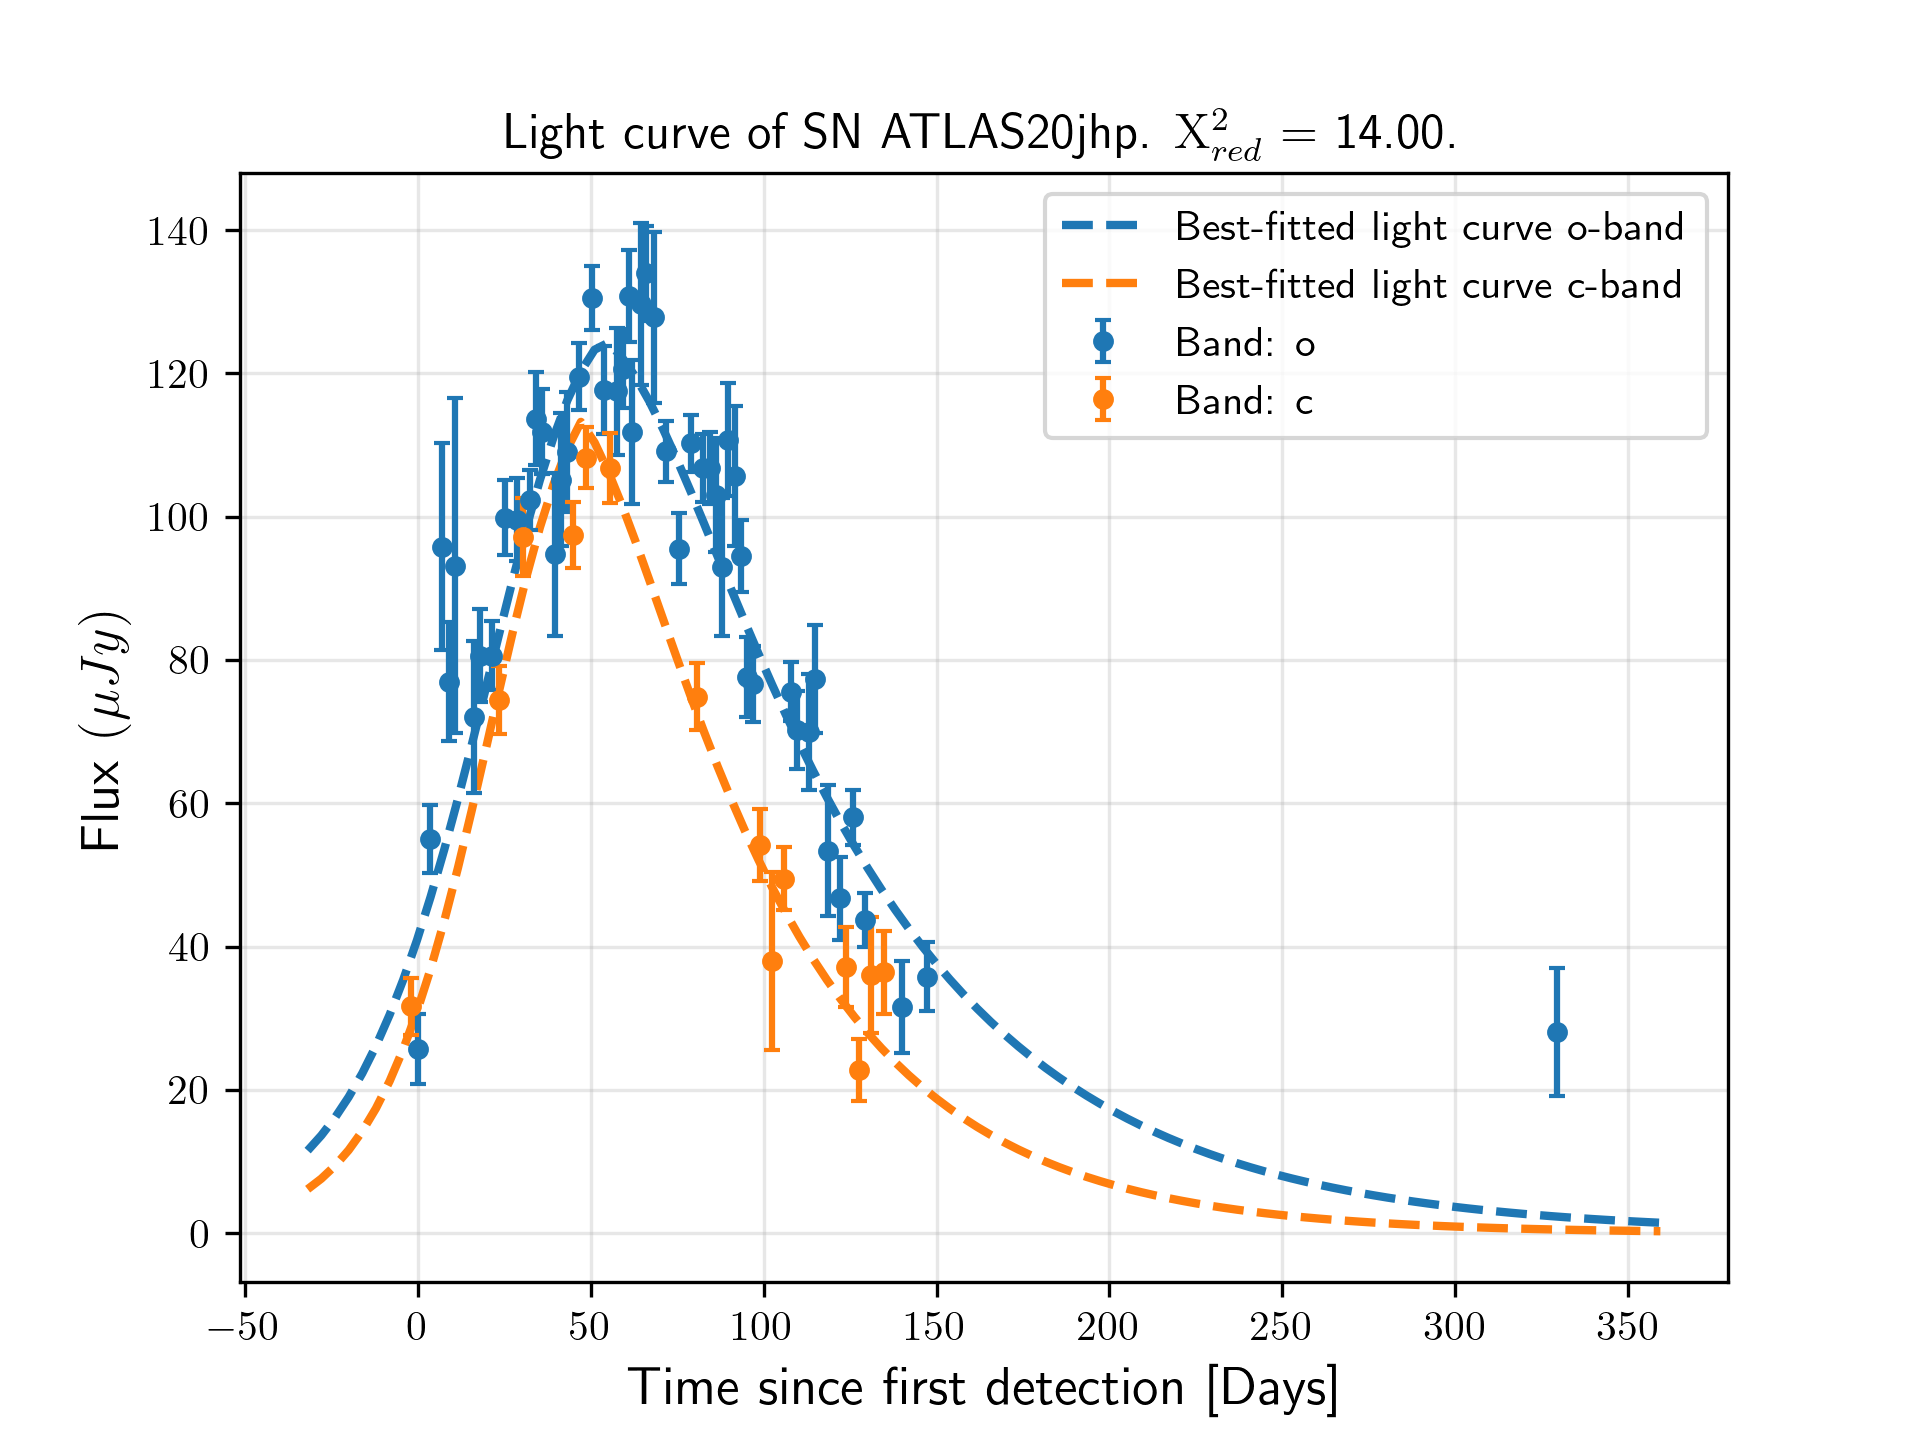 Light curve of SN ATLAS20jhp. X²_red = 14.00.
Best-fitted light curve o-band
Best-fitted light curve c-band
Band: o
Band: c
140
120
100
80
60
40
20
0
Flux (μJy)
−50 0 50 100 150 200 250 300 350
Time since first detection [Days]